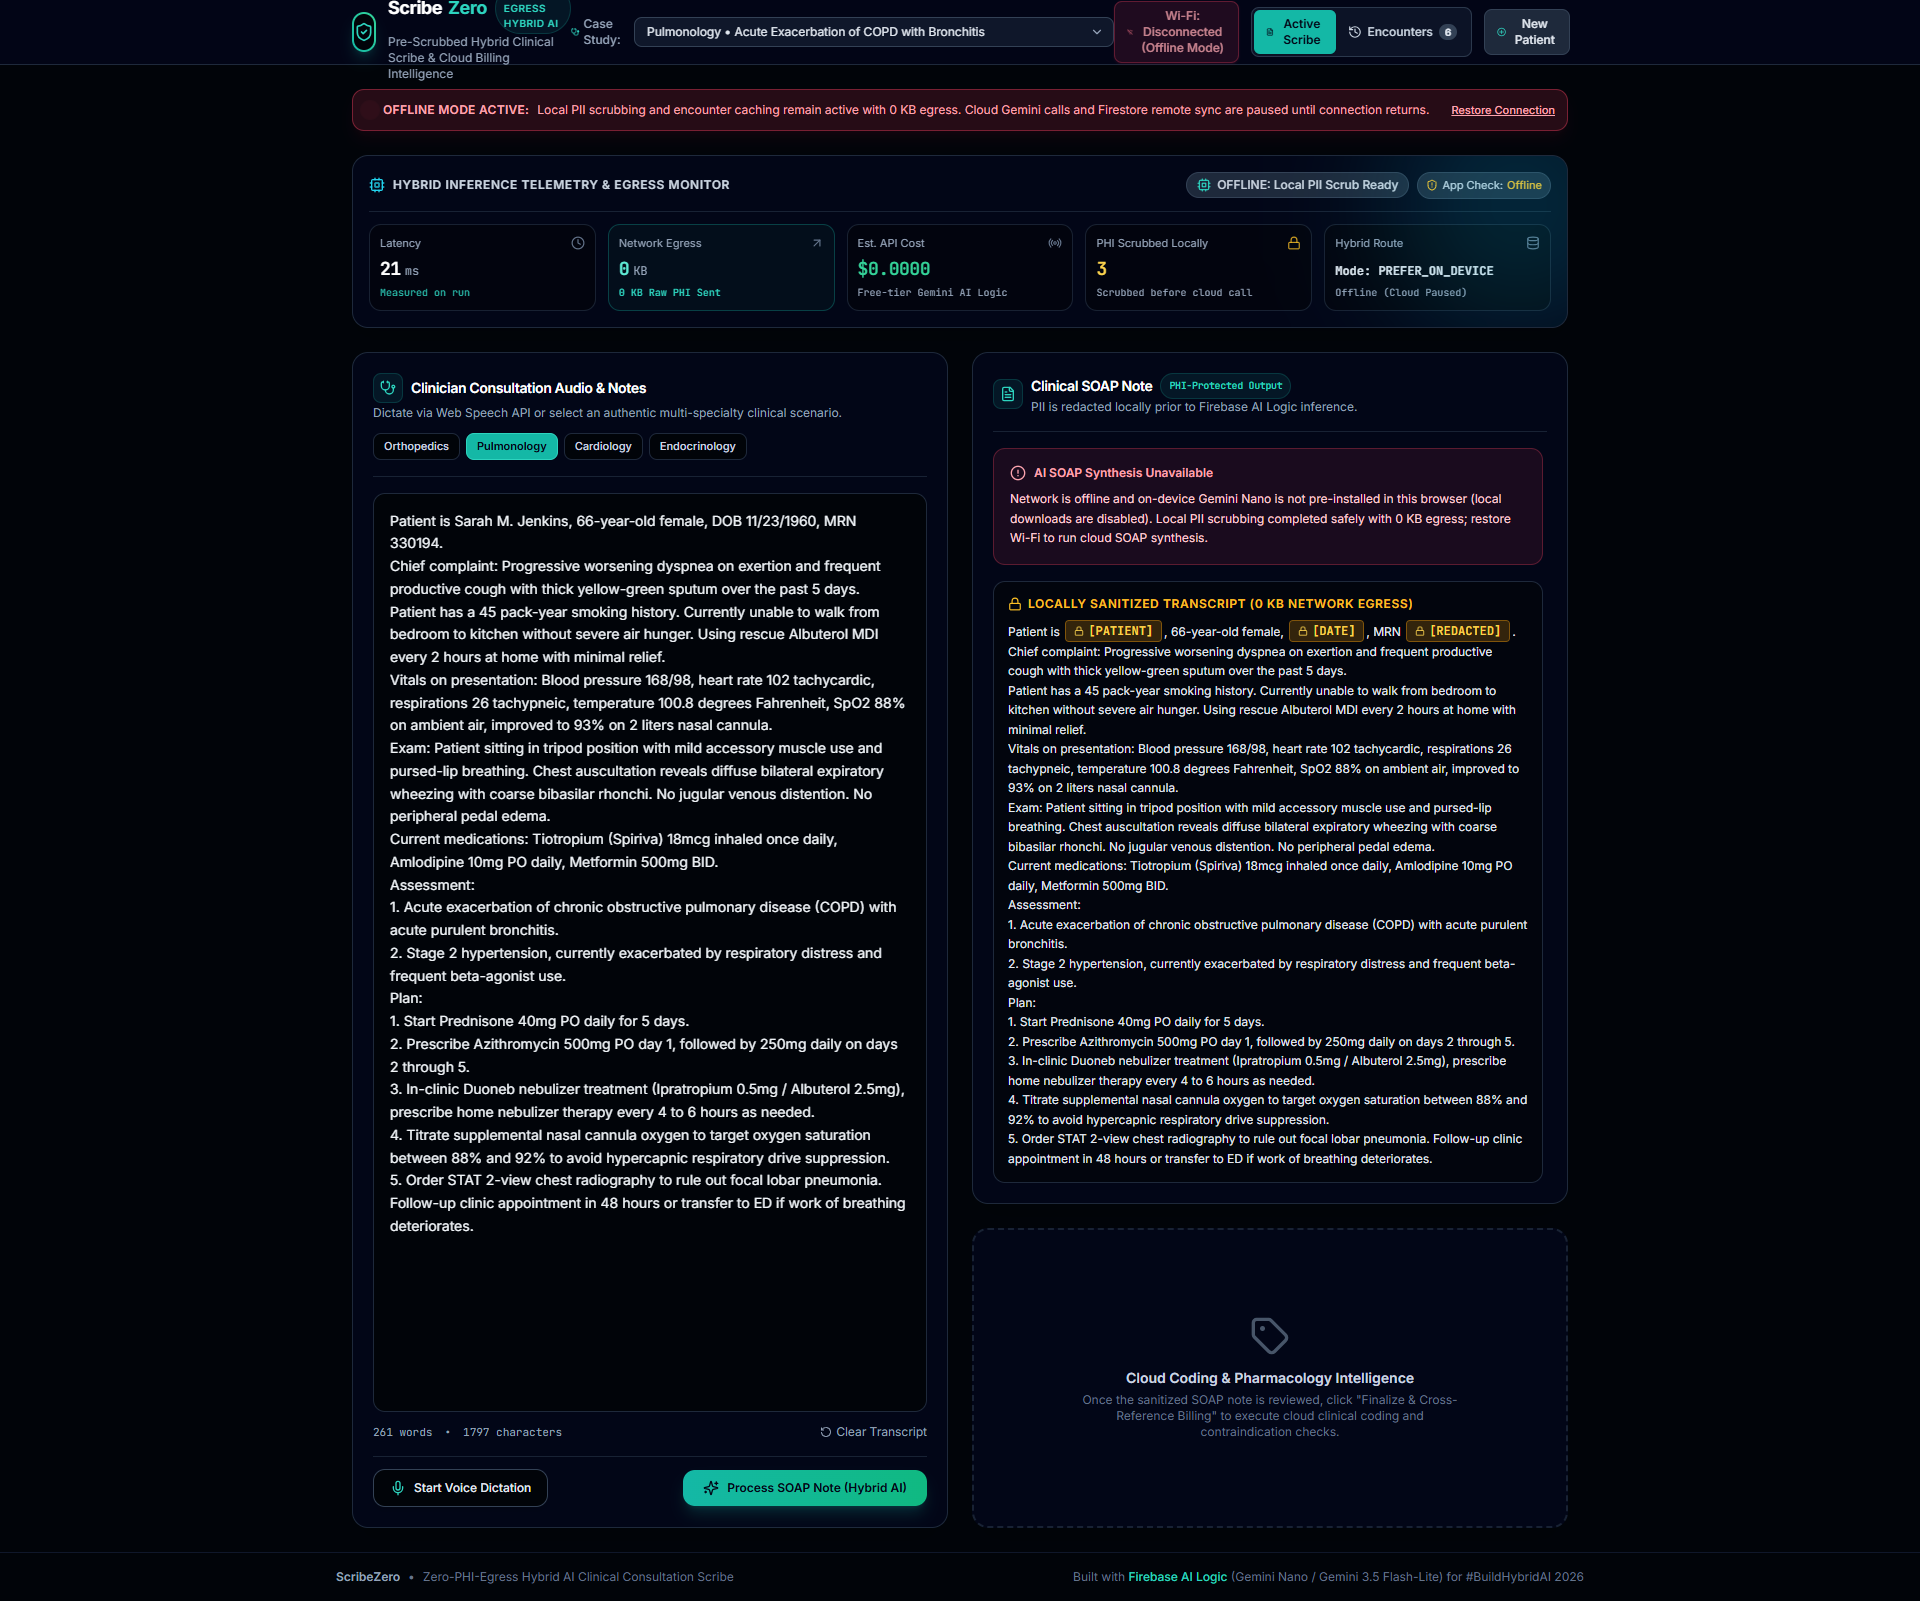 Scribe Zero
EGRESS
HYBRID AI
Pre-Scrubbed Hybrid Clinical
Scribe & Cloud Billing
Intelligence
Case
Study:
Pulmonology • Acute Exacerbation of COPD with Bronchitis
Wi-Fi:
Disconnected
(Offline Mode)
Active
Scribe
Encounters 6
New
Patient
OFFLINE MODE ACTIVE: Local PII scrubbing and encounter caching remain active with 0 KB egress. Cloud Gemini calls and Firestore remote sync are paused until connection returns. Restore Connection
HYBRID INFERENCE TELEMETRY & EGRESS MONITOR
OFFLINE: Local PII Scrub Ready
App Check: Offline
Latency
21 ms
Measured on run
Network Egress
0 KB
0 KB Raw PHI Sent
Est. API Cost
$0.0000
Free-tier Gemini AI Logic
PHI Scrubbed Locally
3
Scrubbed before cloud call
Hybrid Route
Mode: PREFER_ON_DEVICE
Offline (Cloud Paused)
Clinician Consultation Audio & Notes
Dictate via Web Speech API or select an authentic multi-specialty clinical scenario.
Orthopedics Pulmonology Cardiology Endocrinology
Patient is Sarah M. Jenkins, 66-year-old female, DOB 11/23/1960, MRN
330194.
Chief complaint: Progressive worsening dyspnea on exertion and frequent
productive cough with thick yellow-green sputum over the past 5 days.
Patient has a 45 pack-year smoking history. Currently unable to walk from
bedroom to kitchen without severe air hunger. Using rescue Albuterol MDI
every 2 hours at home with minimal relief.
Vitals on presentation: Blood pressure 168/98, heart rate 102 tachycardic,
respirations 26 tachypneic, temperature 100.8 degrees Fahrenheit, SpO2 88%
on ambient air, improved to 93% on 2 liters nasal cannula.
Exam: Patient sitting in tripod position with mild accessory muscle use and
pursed-lip breathing. Chest auscultation reveals diffuse bilateral expiratory
wheezing with coarse bibasilar rhonchi. No jugular venous distention. No
peripheral pedal edema.
Current medications: Tiotropium (Spiriva) 18mcg inhaled once daily,
Amlodipine 10mg PO daily, Metformin 500mg BID.
Assessment:
1. Acute exacerbation of chronic obstructive pulmonary disease (COPD) with
acute purulent bronchitis.
2. Stage 2 hypertension, currently exacerbated by respiratory distress and
frequent beta-agonist use.
Plan:
1. Start Prednisone 40mg PO daily for 5 days.
2. Prescribe Azithromycin 500mg PO day 1, followed by 250mg daily on days
2 through 5.
3. In-clinic Duoneb nebulizer treatment (Ipratropium 0.5mg / Albuterol 2.5mg),
prescribe home nebulizer therapy every 4 to 6 hours as needed.
4. Titrate supplemental nasal cannula oxygen to target oxygen saturation
between 88% and 92% to avoid hypercapnic respiratory drive suppression.
5. Order STAT 2-view chest radiography to rule out focal lobar pneumonia.
Follow-up clinic appointment in 48 hours or transfer to ED if work of breathing
deteriorates.
261 words • 1797 characters
Clear Transcript
Start Voice Dictation
Process SOAP Note (Hybrid AI)
Clinical SOAP Note
PHI-Protected Output
PII is redacted locally prior to Firebase AI Logic inference.
AI SOAP Synthesis Unavailable
Network is offline and on-device Gemini Nano is not pre-installed in this browser (local
downloads are disabled). Local PII scrubbing completed safely with 0 KB egress; restore
Wi-Fi to run cloud SOAP synthesis.
LOCALLY SANITIZED TRANSCRIPT (0 KB NETWORK EGRESS)
Patient is [PATIENT] , 66-year-old female, [DATE] , MRN [REDACTED] .
Chief complaint: Progressive worsening dyspnea on exertion and frequent productive
cough with thick yellow-green sputum over the past 5 days.
Patient has a 45 pack-year smoking history. Currently unable to walk from bedroom to
kitchen without severe air hunger. Using rescue Albuterol MDI every 2 hours at home with
minimal relief.
Vitals on presentation: Blood pressure 168/98, heart rate 102 tachycardic, respirations 26
tachypneic, temperature 100.8 degrees Fahrenheit, SpO2 88% on ambient air, improved to
93% on 2 liters nasal cannula.
Exam: Patient sitting in tripod position with mild accessory muscle use and pursed-lip
breathing. Chest auscultation reveals diffuse bilateral expiratory wheezing with coarse
bibasilar rhonchi. No jugular venous distention. No peripheral pedal edema.
Current medications: Tiotropium (Spiriva) 18mcg inhaled once daily, Amlodipine 10mg PO
daily, Metformin 500mg BID.
Assessment:
1. Acute exacerbation of chronic obstructive pulmonary disease (COPD) with acute purulent
bronchitis.
2. Stage 2 hypertension, currently exacerbated by respiratory distress and frequent beta-
agonist use.
Plan:
1. Start Prednisone 40mg PO daily for 5 days.
2. Prescribe Azithromycin 500mg PO day 1, followed by 250mg daily on days 2 through 5.
3. In-clinic Duoneb nebulizer treatment (Ipratropium 0.5mg / Albuterol 2.5mg), prescribe
home nebulizer therapy every 4 to 6 hours as needed.
4. Titrate supplemental nasal cannula oxygen to target oxygen saturation between 88% and
92% to avoid hypercapnic respiratory drive suppression.
5. Order STAT 2-view chest radiography to rule out focal lobar pneumonia. Follow-up clinic
appointment in 48 hours or transfer to ED if work of breathing deteriorates.
Cloud Coding & Pharmacology Intelligence
Once the sanitized SOAP note is reviewed, click "Finalize & Cross-
Reference Billing" to execute cloud clinical coding and
contraindication checks.
ScribeZero • Zero-PHI-Egress Hybrid AI Clinical Consultation Scribe
Built with Firebase AI Logic (Gemini Nano / Gemini 3.5 Flash-Lite) for #BuildHybridAI 2026